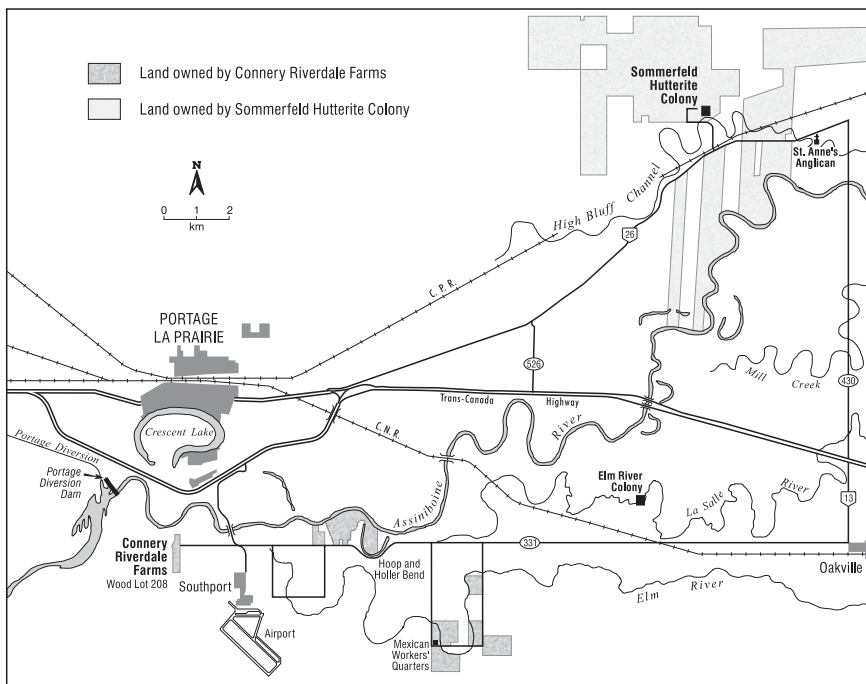 Land owned by Connery Riverdale Farms
Land owned by Sommerfeld Hutterite Colony
N
0 1 2
km
Sommerfeld
Hutterite
Colony
St. Anne's
Anglican
High Bluff Channel
26
C.P.R.
PORTAGE
LA PRAIRIE
526
Mill Creek
430
Trans-Canada Highway
Crescent Lake
C.N.R.
Assiniboine River
Portage Diversion
Portage
Diversion
Dam
Elm River
Colony
La Salle River
13
331
Connery
Riverdale
Farms
Wood Lot 208
Hoop and
Holler Bend
Oakville
Southport
Elm River
Airport
Mexican
Workers'
Quarters